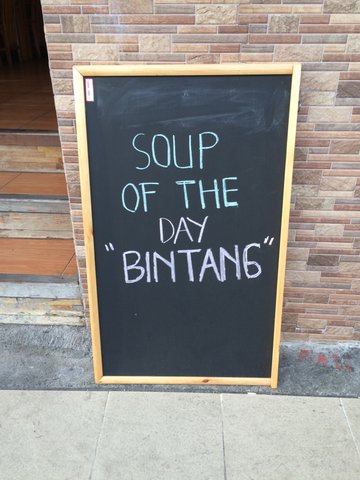 SOUP
OF THE
DAY
"BINTANG"